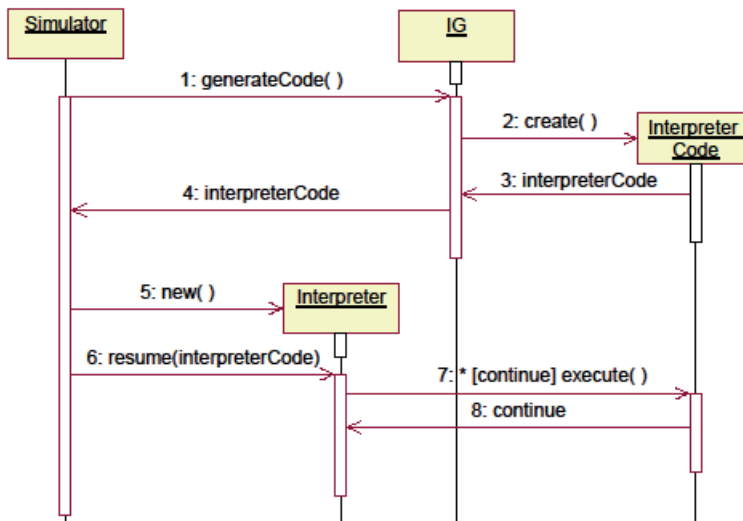 Simulator
IG
1: generateCode( )
2: create( )
Interpreter
Code
3: interpreterCode
4: interpreterCode
5: new( )
Interpreter
6: resume(interpreterCode)
7: * [continue] execute( )
8: continue